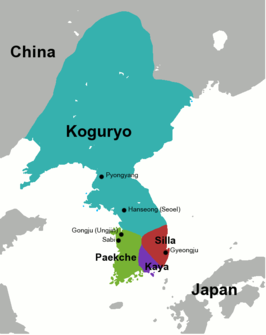 China
Koguryo
Pyongyang
Hanseong (Seoel)
Gongju (Ungjin)
Sabi
Silla
Gyeongju
Paekche
Kaya
Japan